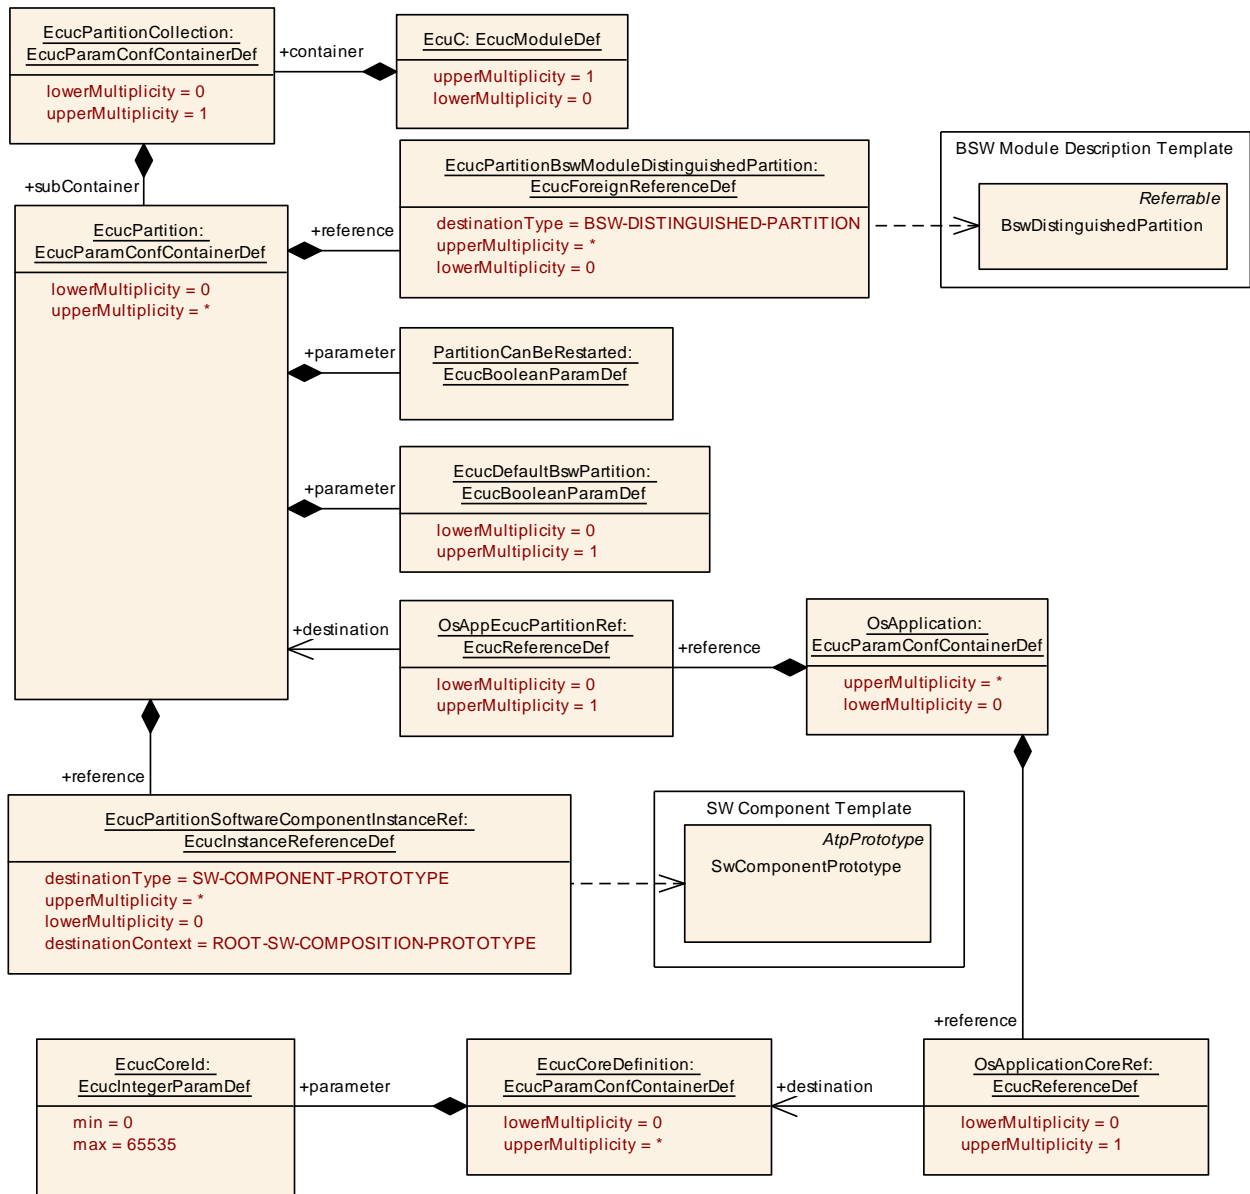 EcucPartitionCollection:
EcucParamConfContainerDef
lowerMultiplicity = 0
upperMultiplicity = 1
+container
EcuC: EcucModuleDef
upperMultiplicity = 1
lowerMultiplicity = 0
+subContainer
EcucPartition:
EcucParamConfContainerDef
lowerMultiplicity = 0
upperMultiplicity = *
+reference
EcucPartitionBswModuleDistinguishedPartition:
EcucForeignReferenceDef
destinationType = BSW-DISTINGUISHED-PARTITION
upperMultiplicity = *
lowerMultiplicity = 0
BSW Module Description Template
Referrable
BswDistinguishedPartition
+parameter
PartitionCanBeRestarted:
EcucBooleanParamDef
+parameter
EcucDefaultBswPartition:
EcucBooleanParamDef
lowerMultiplicity = 0
upperMultiplicity = 1
+destination
OsAppEcucPartitionRef:
EcucReferenceDef
lowerMultiplicity = 0
upperMultiplicity = 1
+reference
OsApplication:
EcucParamConfContainerDef
upperMultiplicity = *
lowerMultiplicity = 0
+reference
EcucPartitionSoftwareComponentInstanceRef:
EcucInstanceReferenceDef
destinationType = SW-COMPONENT-PROTOTYPE
upperMultiplicity = *
lowerMultiplicity = 0
destinationContext = ROOT-SW-COMPOSITION-PROTOTYPE
SW Component Template
AtpPrototype
SwComponentPrototype
+reference
EcucCoreId:
EcucIntegerParamDef
min = 0
max = 65535
+parameter
EcucCoreDefinition:
EcucParamConfContainerDef
lowerMultiplicity = 0
upperMultiplicity = *
+destination
OsApplicationCoreRef:
EcucReferenceDef
lowerMultiplicity = 0
upperMultiplicity = 1